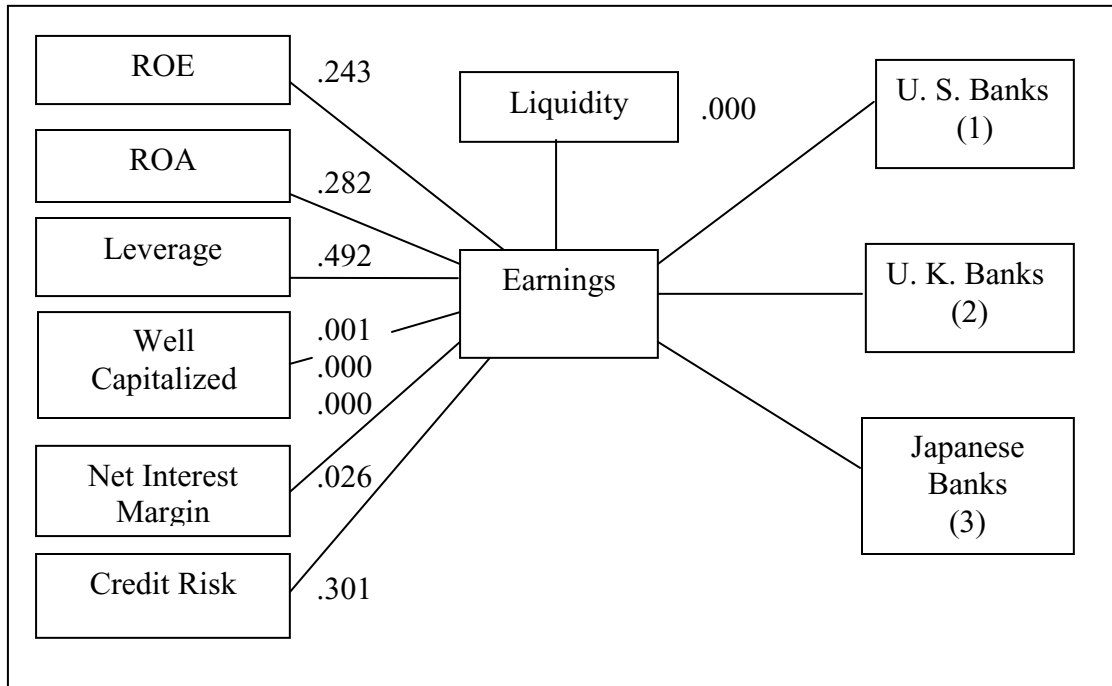 ROE
.243
ROA
.282
Leverage
.492
Well
Capitalized
.001
.000
.000
Net Interest
Margin
.026
Credit Risk
.301
Liquidity
.000
Earnings
U. S. Banks
(1)
U. K. Banks
(2)
Japanese
Banks
(3)